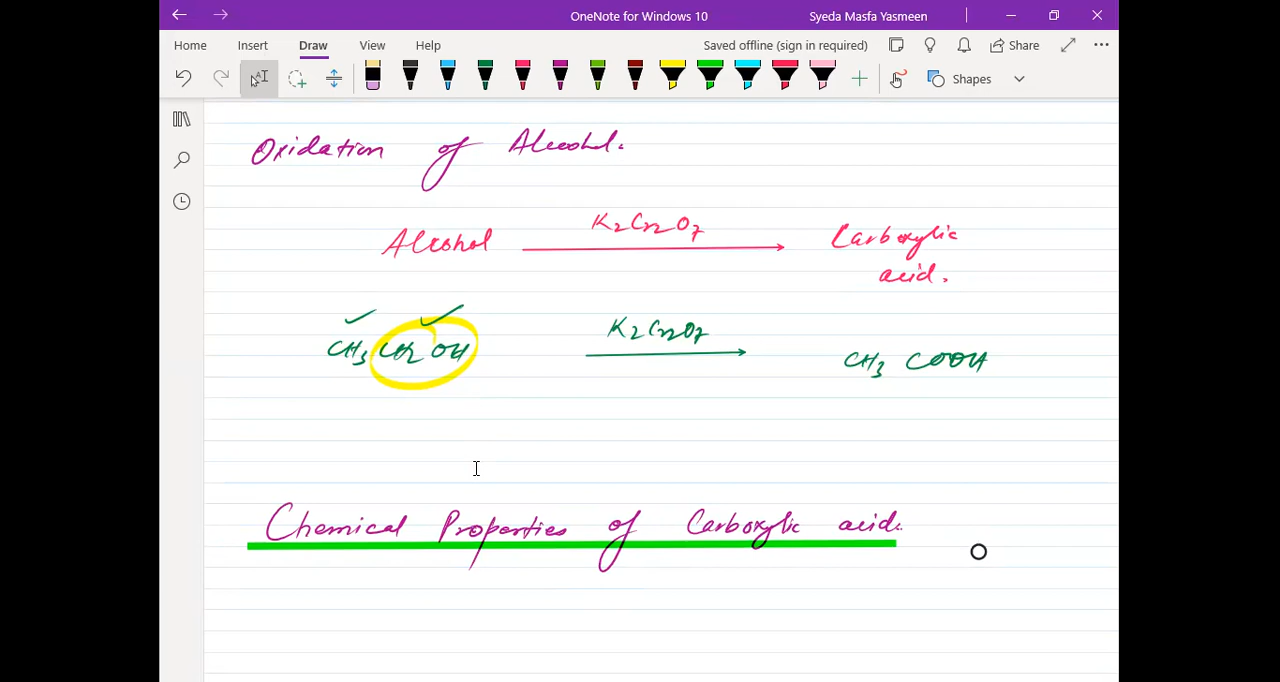 OneNote for Windows 10
Syeda Masfa Yasmeen
Home Insert Draw View Help
Saved offline (sign in required)
Share
Shapes
Oxidation of Alcohol.
Alcohol K2Cr2O7 Carboxylic
acid.
CH3 CH2 OH K2Cr2O7 CH3 COOH
Chemical Properties of Carboxylic acid.